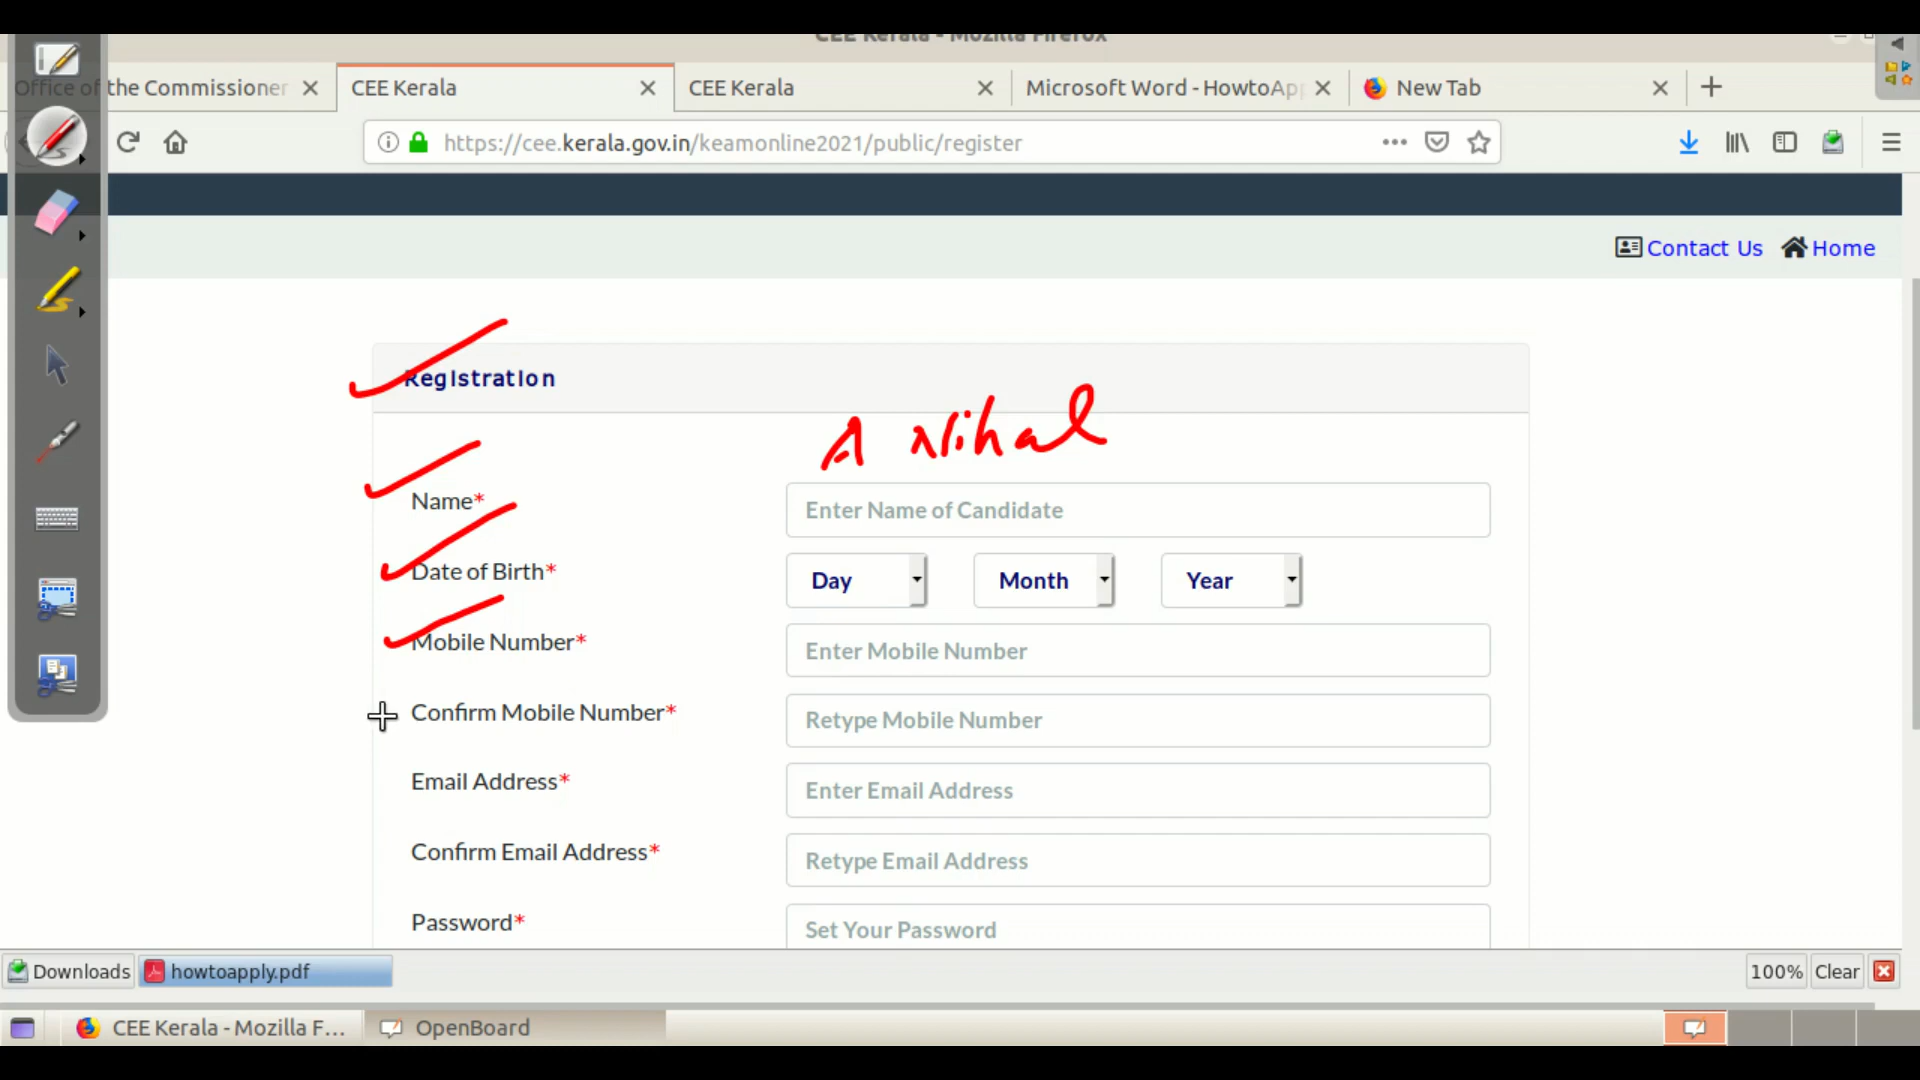 CEE Kerala - Mozilla Firefox
Office of the Commissioner
CEE Kerala
CEE Kerala
Microsoft Word - HowtoApp
New Tab
https://cee.kerala.gov.in/keamonline2021/public/register
Contact Us Home
Registration
A Nihal
Name* Enter Name of Candidate
Date of Birth* Day Month Year
Mobile Number* Enter Mobile Number
Confirm Mobile Number* Retype Mobile Number
Email Address* Enter Email Address
Confirm Email Address* Retype Email Address
Password* Set Your Password
Downloads howtoapply.pdf 100% Clear
CEE Kerala - Mozilla F... OpenBoard